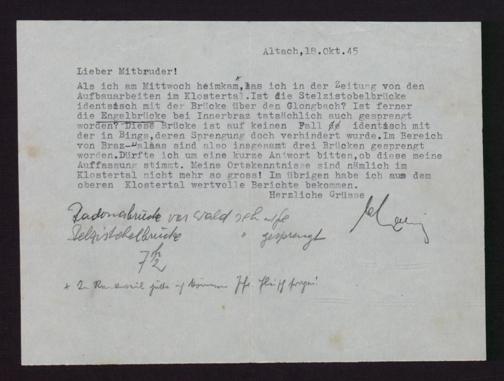 Altach, 18.Okt.45
Lieber Mitbruder!
Als ich am Mittwoch heimkam, las ich in der Zeitung von den
Aufbauarbeiten im Klostertal. Ist die Stelzistobelbrücke
identisch mit der Brücke über den Glongbach? Ist ferner
die Engelbrücke bei Innerbraz tatsächlich auch gesprengt
worden? Diese Brücke ist auf keinen Fall identisch mit
der in Bings, deren Sprengung doch verhindert wurde. Im Bereich
von Braz-Dalaas sind also insgesamt drei Brücken gesprengt
worden. Dürfte ich um eine kurze Antwort bitten, ob diese meine
Auffassung stimmt. Meine Ortskenntnisse sind nämlich im
Klostertal nicht mehr so gross! Im übrigen habe ich aus dem
oberen Klostertal wertvolle Berichte bekommen.
Herzliche Grüsse
Radonabrücke
Stelzistobelbrücke " gesprengt
7 h
2